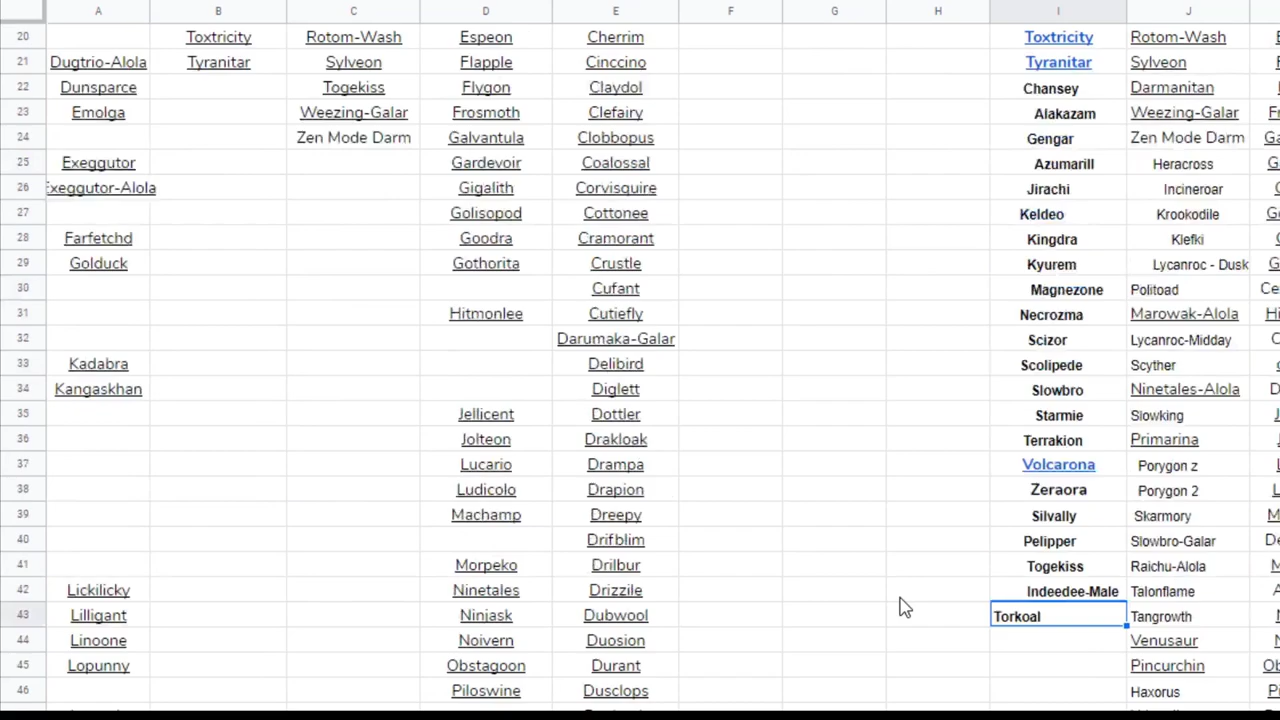 A B C D E F G H I J
20 Toxtricity Rotom-Wash Espeon Cherrim Toxtricity Rotom-Wash
21 Dugtrio-Alola Tyranitar Sylveon Flapple Cinccino Tyranitar Sylveon
22 Dunsparce Togekiss Flygon Claydol Chansey Darmanitan
23 Emolga Weezing-Galar Frosmoth Clefairy Alakazam Weezing-Galar
24 Zen Mode Darm Galvantula Clobbopus Gengar Zen Mode Darm
25 Exeggutor Gardevoir Coalossal Azumarill Heracross
26 Exeggutor-Alola Gigalith Corvisquire Jirachi Incineroar
27 Golisopod Cottonee Keldeo Krookodile
28 Farfetchd Goodra Cramorant Kingdra Klefki
29 Golduck Gothorita Crustle Kyurem Lycanroc - Dusk
30 Cufant Magnezone Politoad
31 Hitmonlee Cutiefly Necrozma Marowak-Alola
32 Darumaka-Galar Scizor Lycanroc-Midday
33 Kadabra Delibird Scolipede Scyther
34 Kangaskhan Diglett Slowbro Ninetales-Alola
35 Jellicent Dottler Starmie Slowking
36 Jolteon Drakloak Terrakion Primarina
37 Lucario Drampa Volcarona Porygon z
38 Ludicolo Drapion Zeraora Porygon 2
39 Machamp Dreepy Silvally Skarmory
40 Drifblim Pelipper Slowbro-Galar
41 Morpeko Drilbur Togekiss Raichu-Alola
42 Lickilicky Ninetales Drizzile Indeedee-Male Talonflame
43 Lilligant Ninjask Dubwool Torkoal Tangrowth
44 Linoone Noivern Duosion Venusaur
45 Lopunny Obstagoon Durant Pincurchin
46 Piloswine Dusclops Haxorus